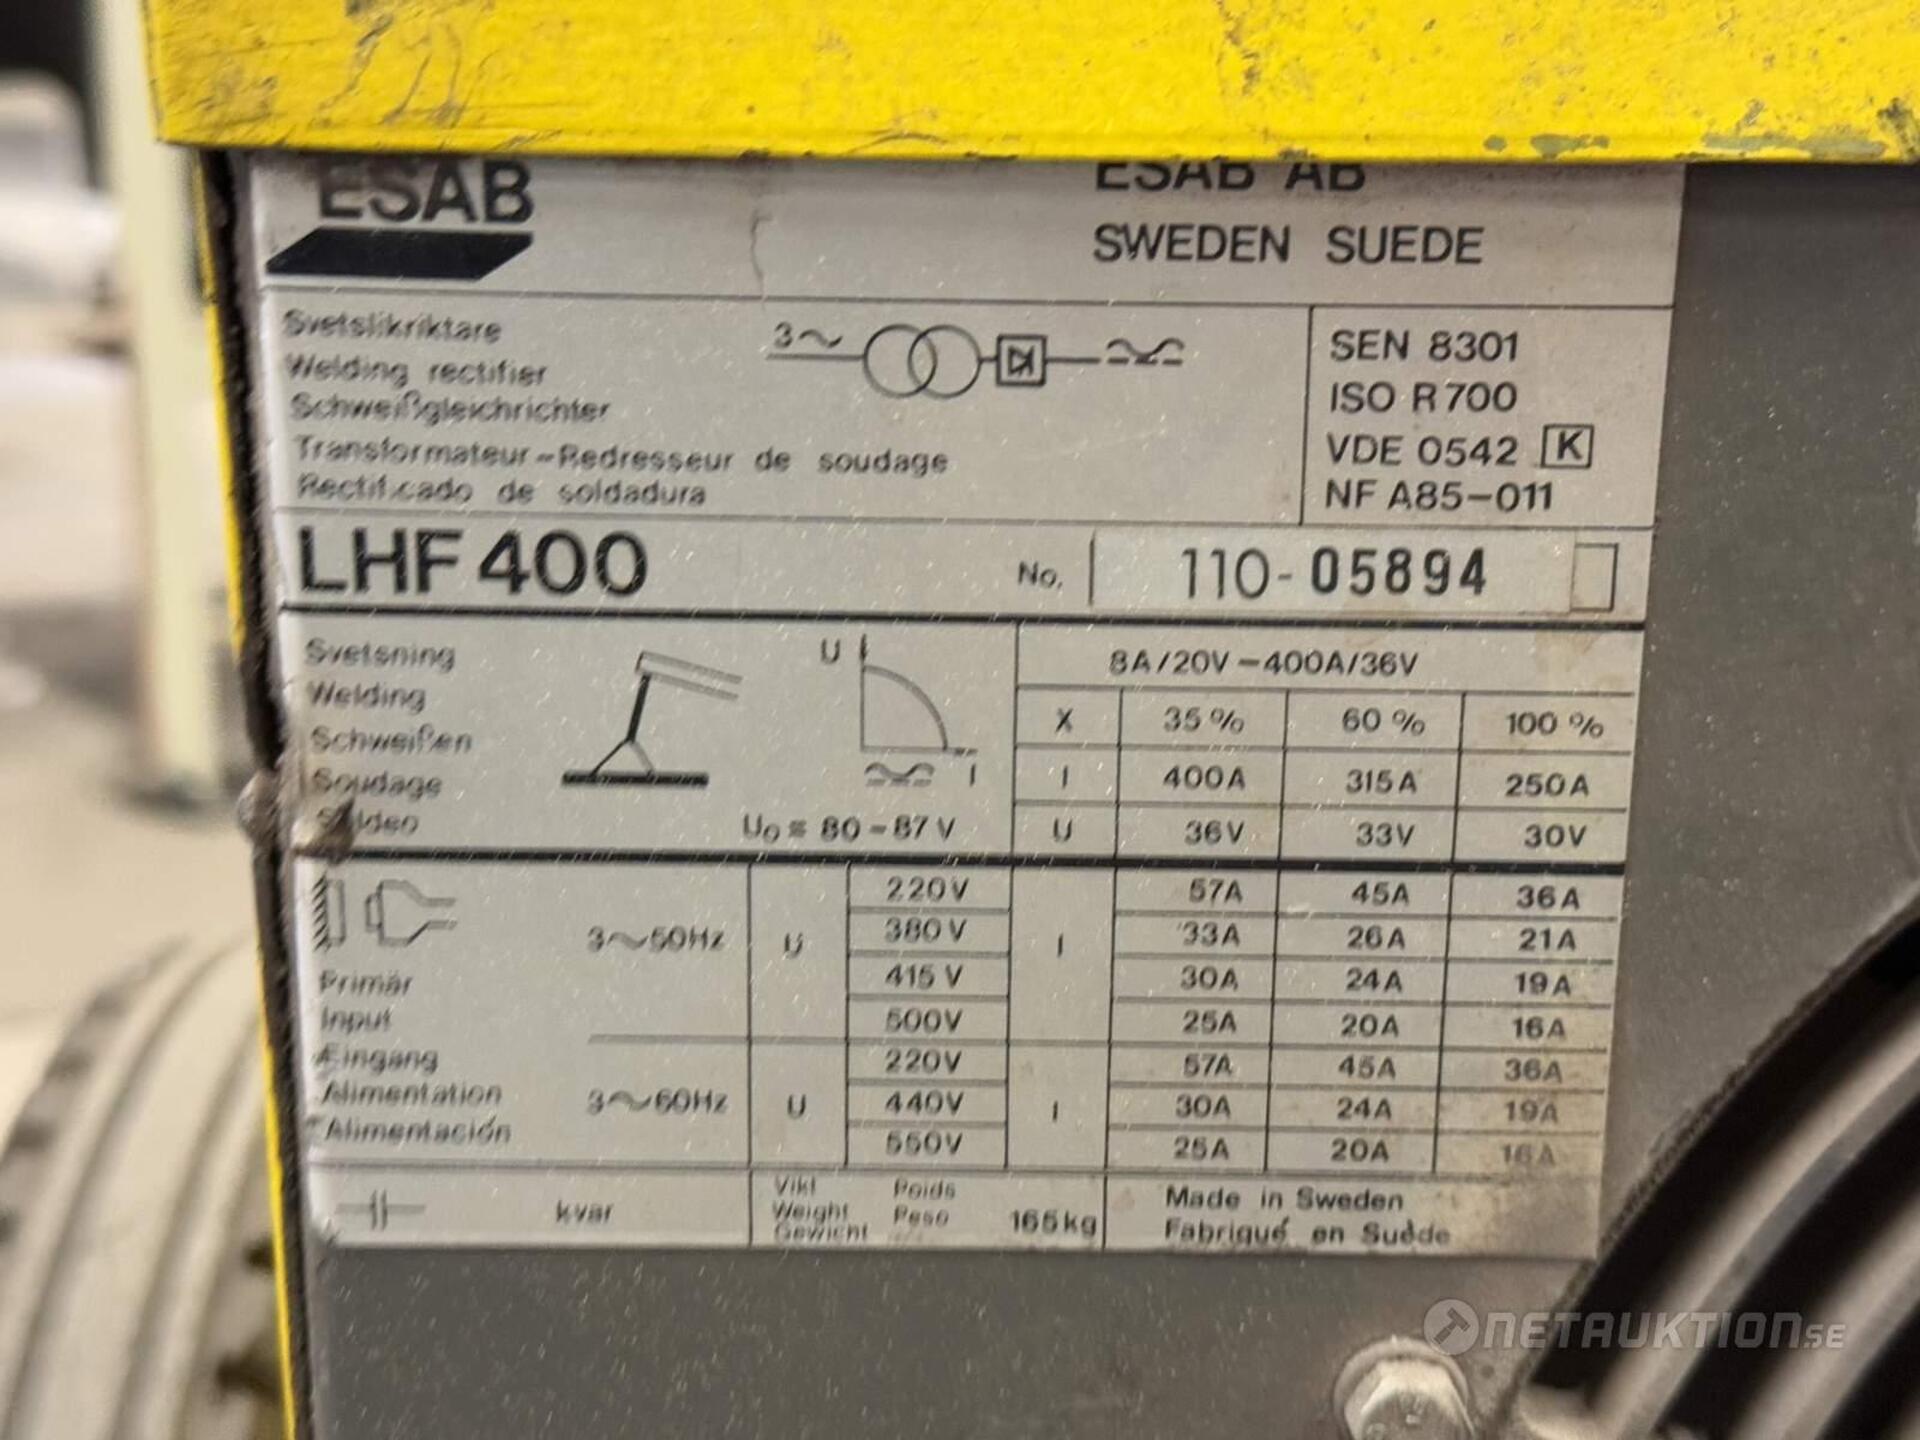 ESAB
ESAB AB
SWEDEN SUEDE
Svetslikriktare
Welding rectifier
Schweißgleichrichter
Transformateur-Redresseur de soudage
Rectificado de soldadura
3~
SEN 8301
ISO R700
VDE 0542 K
NF A85-011
LHF 400
No. 110-05894
Svetsning
Welding
Schweißen
Soudage
Soldeo
U
I
U₀ = 80-87V
8A/20V-400A/36V
X 35% 60% 100%
I 400A 315A 250A
U 36V 33V 30V
Primär
Input
Eingang
Alimentation
Alimentación
3~50Hz U I
220V 57A 45A 36A
380V 33A 26A 21A
415V 30A 24A 19A
500V 25A 20A 16A
3~60Hz U I
220V 57A 45A 36A
440V 30A 24A 19A
550V 25A 20A 16A
kvar
Vikt Poids
Weight Peso
Gewicht
165kg
Made in Sweden
Fabriqué en Suède
NETAUKTION.SE